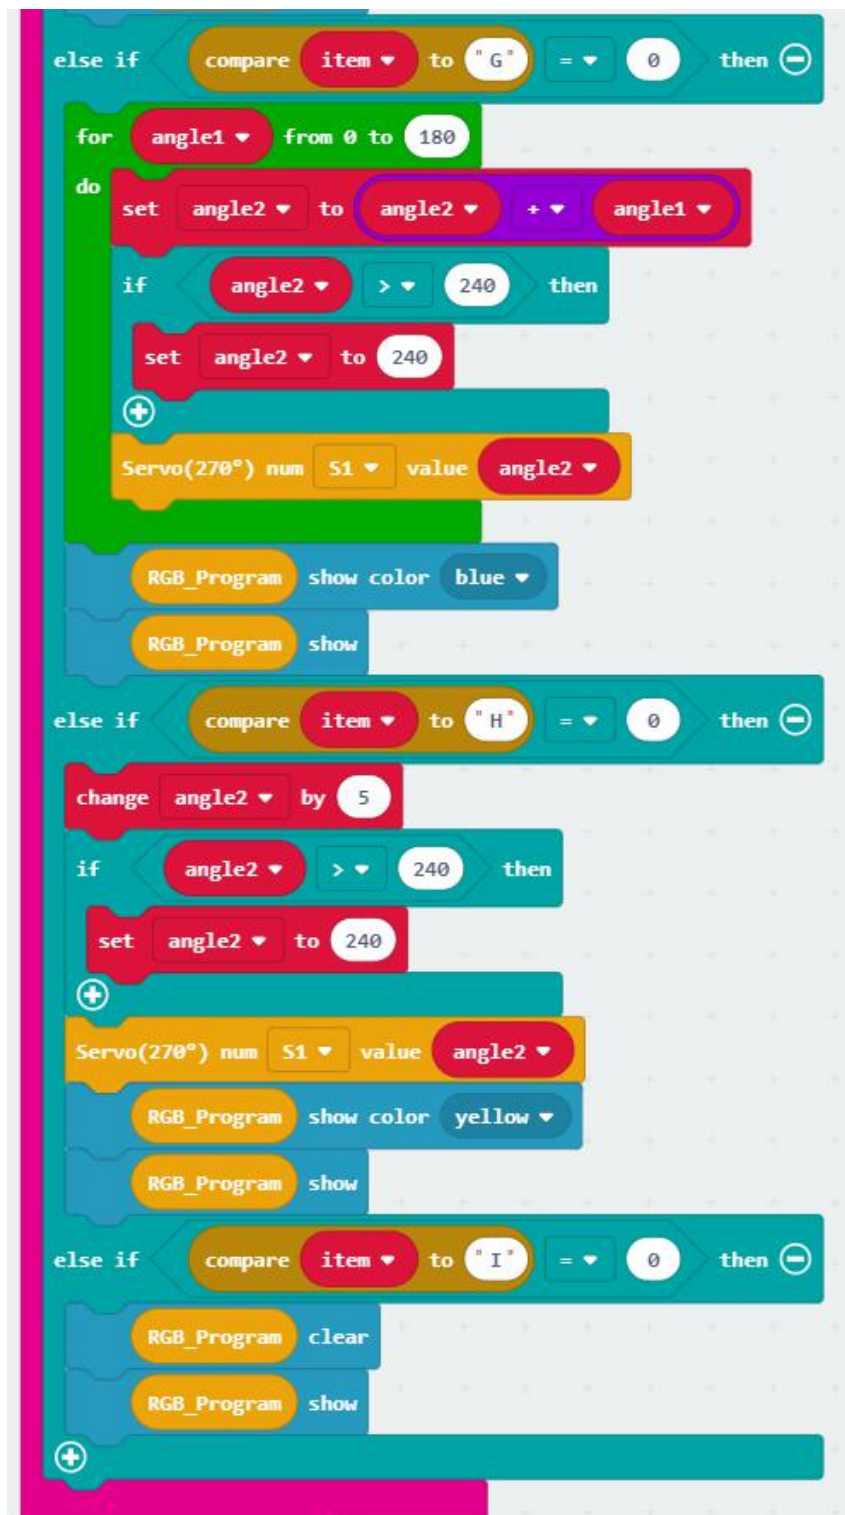 else if compare item to "G" = 0 then
for angle1 from 0 to 180
do
set angle2 to angle2 + angle1
if angle2 > 240 then
set angle2 to 240
Servo(270°) num S1 value angle2
RGB_Program show color blue
RGB_Program show
else if compare item to "H" = 0 then
change angle2 by 5
if angle2 > 240 then
set angle2 to 240
Servo(270°) num S1 value angle2
RGB_Program show color yellow
RGB_Program show
else if compare item to "I" = 0 then
RGB_Program clear
RGB_Program show